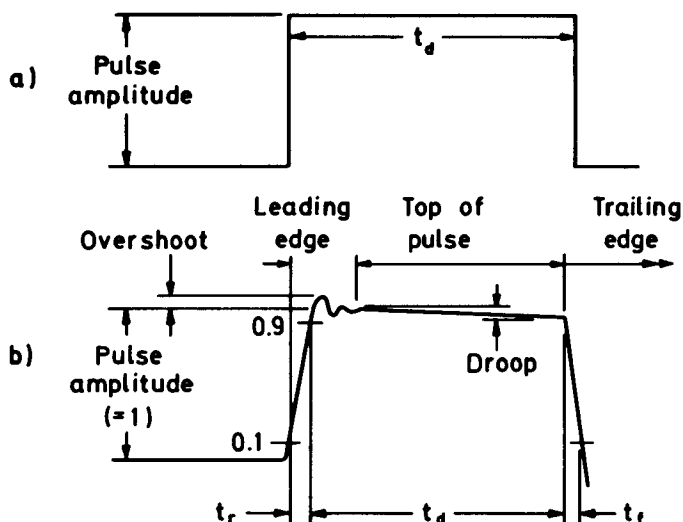 a)
Pulse
amplitude
t_d
b)
Overshoot
Leading
edge
Top of
pulse
Trailing
edge
0.9
Pulse
amplitude
(=1)
0.1
Droop
t_r
t_d
t_f